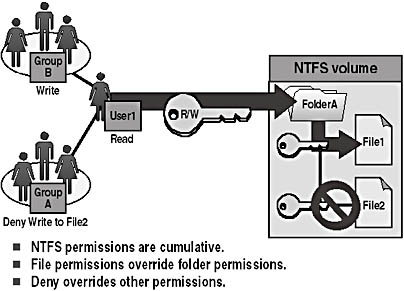 Group
B
Write
User1
Read
R/W
NTFS volume
FolderA
File1
File2
Group
A
Deny Write to File2
■ NTFS permissions are cumulative.
■ File permissions override folder permissions.
■ Deny overrides other permissions.